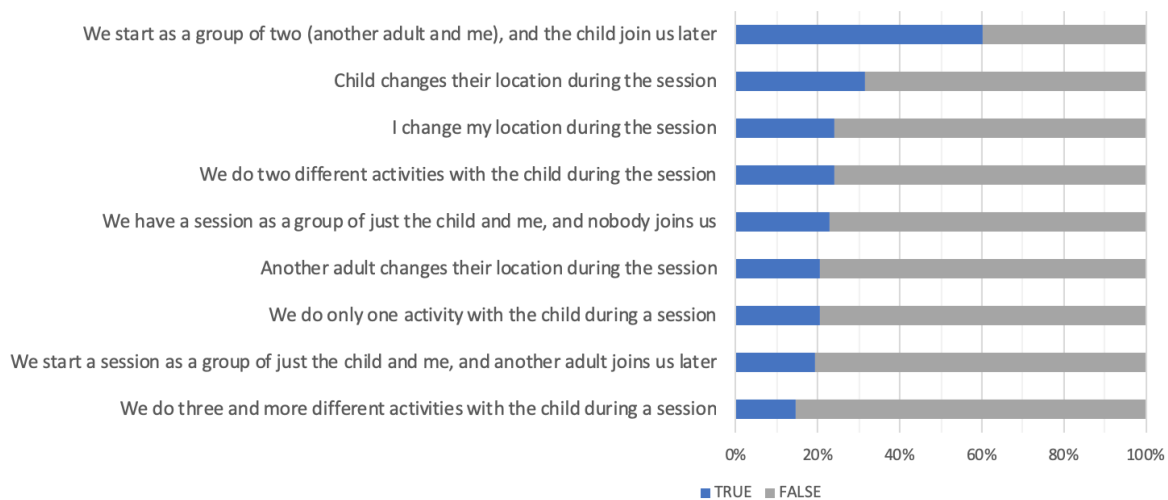 We start as a group of two (another adult and me), and the child join us later
Child changes their location during the session
I change my location during the session
We do two different activities with the child during the session
We have a session as a group of just the child and me, and nobody joins us
Another adult changes their location during the session
We do only one activity with the child during a session
We start a session as a group of just the child and me, and another adult joins us later
We do three and more different activities with the child during a session
0% 20% 40% 60% 80% 100%
TRUE FALSE